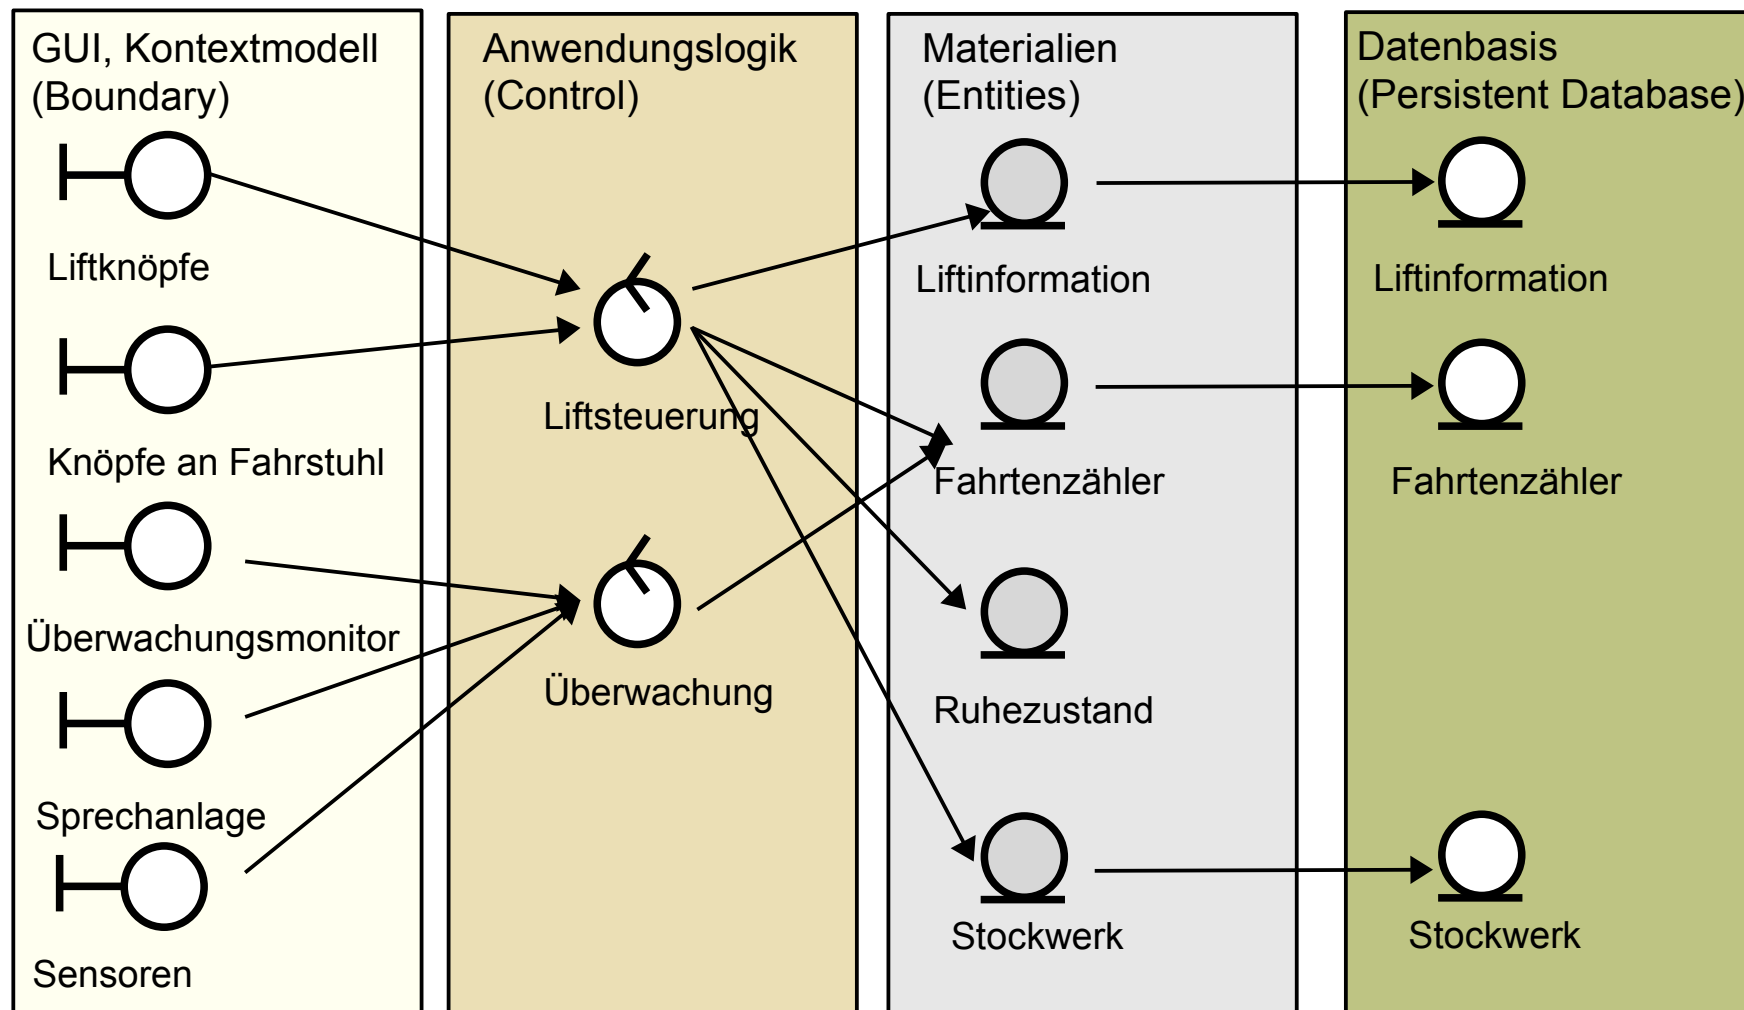 GUI, Kontextmodell
(Boundary)
Liftknöpfe
Knöpfe an Fahrstuhl
Überwachungsmonitor
Sprechanlage
Sensoren
Anwendungslogik
(Control)
Liftsteuerung
Überwachung
Materialien
(Entities)
Liftinformation
Fahrtenzähler
Ruhezustand
Stockwerk
Datenbasis
(Persistent Database)
Liftinformation
Fahrtenzähler
Stockwerk